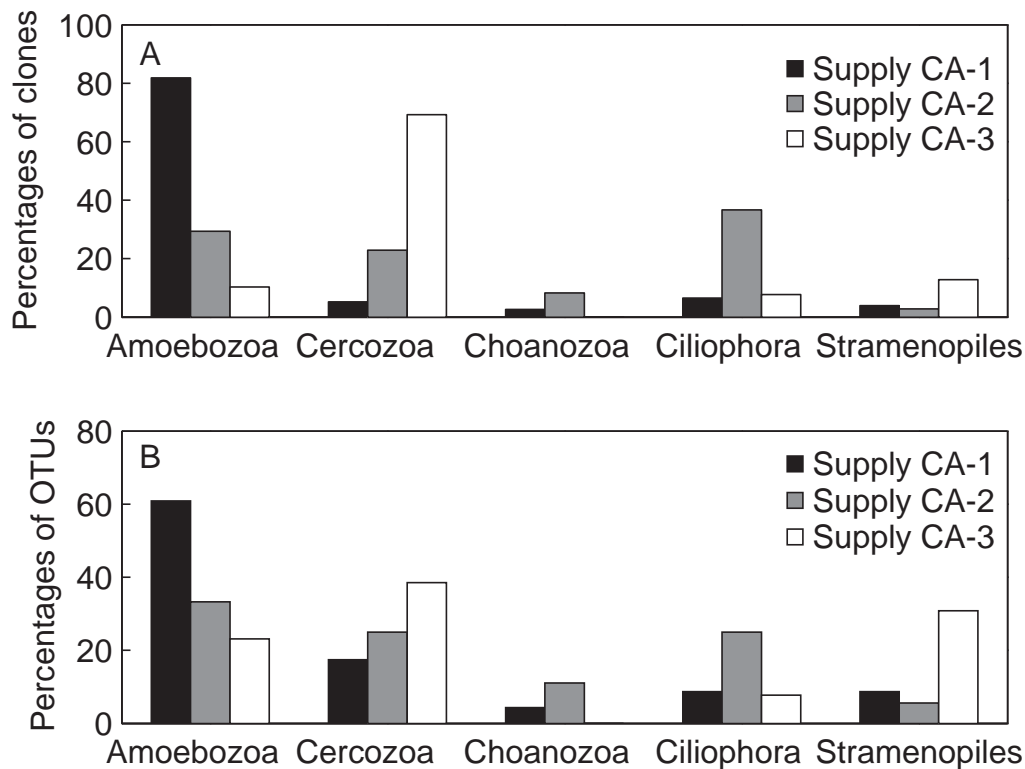 Percentages of clones
100
80
60
40
20
0
A
Supply CA-1
Supply CA-2
Supply CA-3
Amoebozoa Cercozoa Choanozoa Ciliophora Stramenopiles
Percentages of OTUs
80
60
40
20
0
B
Supply CA-1
Supply CA-2
Supply CA-3
Amoebozoa Cercozoa Choanozoa Ciliophora Stramenopiles